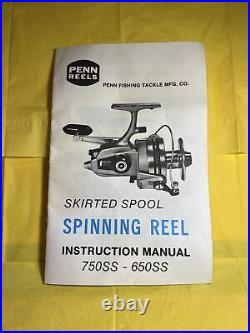 PENN
REELS
PENN FISHING TACKLE MFG. CO.
SKIRTED SPOOL
SPINNING REEL
INSTRUCTION MANUAL
750SS - 650SS